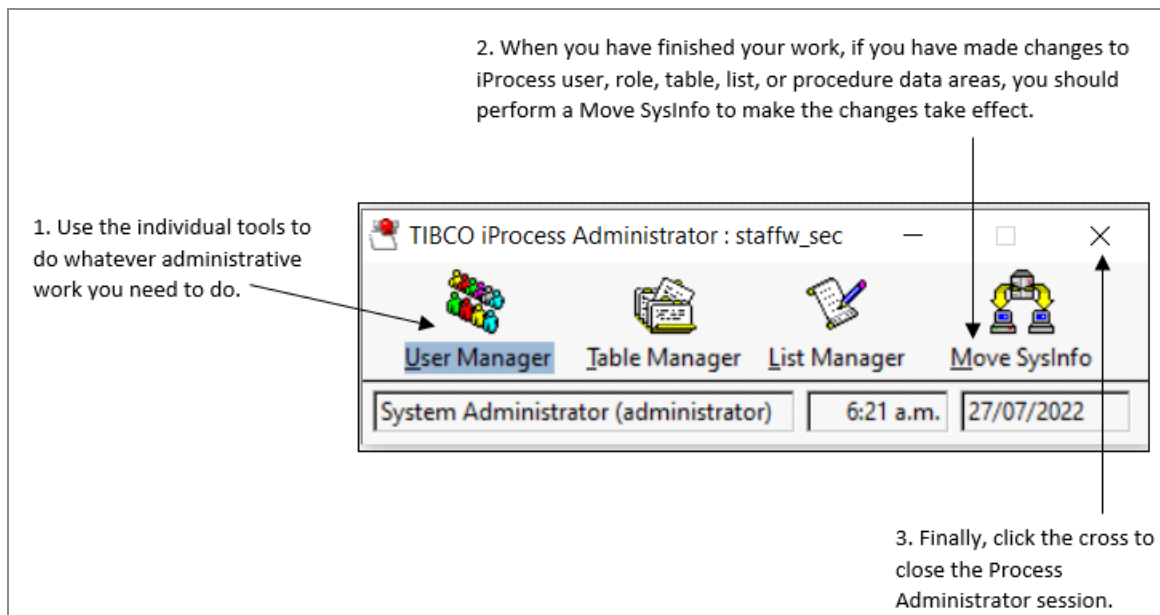 2. When you have finished your work, if you have made changes to
iProcess user, role, table, list, or procedure data areas, you should
perform a Move SysInfo to make the changes take effect.
1. Use the individual tools to
do whatever administrative
work you need to do.
TIBCO iProcess Administrator : staffw_sec
User Manager Table Manager List Manager Move SysInfo
System Administrator (administrator) 6:21 a.m. 27/07/2022
3. Finally, click the cross to
close the Process
Administrator session.